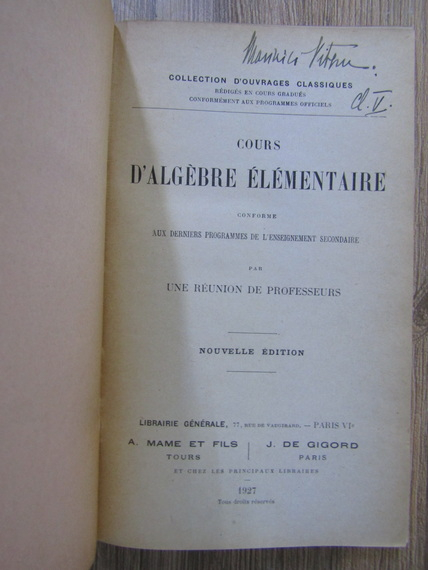 COLLECTION D'OUVRAGES CLASSIQUES
RÉDIGÉS EN COURS GRADUÉS
CONFORMÉMENT AUX PROGRAMMES OFFICIELS
Cl. V.
COURS
D'ALGÈBRE ÉLÉMENTAIRE
CONFORME
AUX DERNIERS PROGRAMMES DE L'ENSEIGNEMENT SECONDAIRE
PAR
UNE RÉUNION DE PROFESSEURS
NOUVELLE ÉDITION
LIBRAIRIE GÉNÉRALE, 77, RUE DE VAUGIRARD. — PARIS VIe
A. MAME ET FILS | J. DE GIGORD
TOURS | PARIS
ET CHEZ LES PRINCIPAUX LIBRAIRES
1927
Tous droits réservés